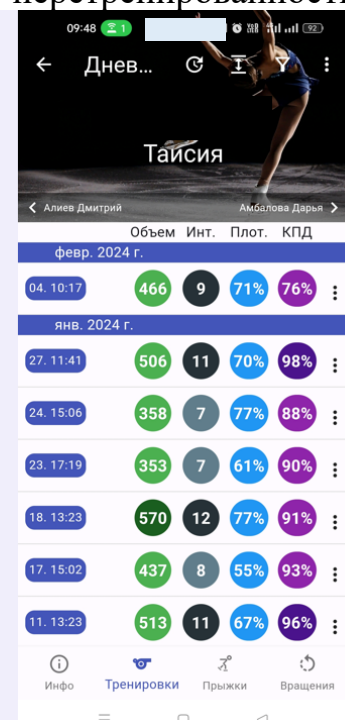 перетренированности
09:48 1 92
Днев...
Таисия
Алиев Дмитрий Амбалова Дарья
Объем Инт. Плот. КПД
февр. 2024 г.
04. 10:17 466 9 71% 76%
янв. 2024 г.
27. 11:41 506 11 70% 98%
24. 15:06 358 7 77% 88%
23. 17:19 353 7 61% 90%
18. 13:23 570 12 77% 91%
17. 15:02 437 8 55% 93%
11. 13:23 513 11 67% 96%
Инфо Тренировки Прыжки Вращения